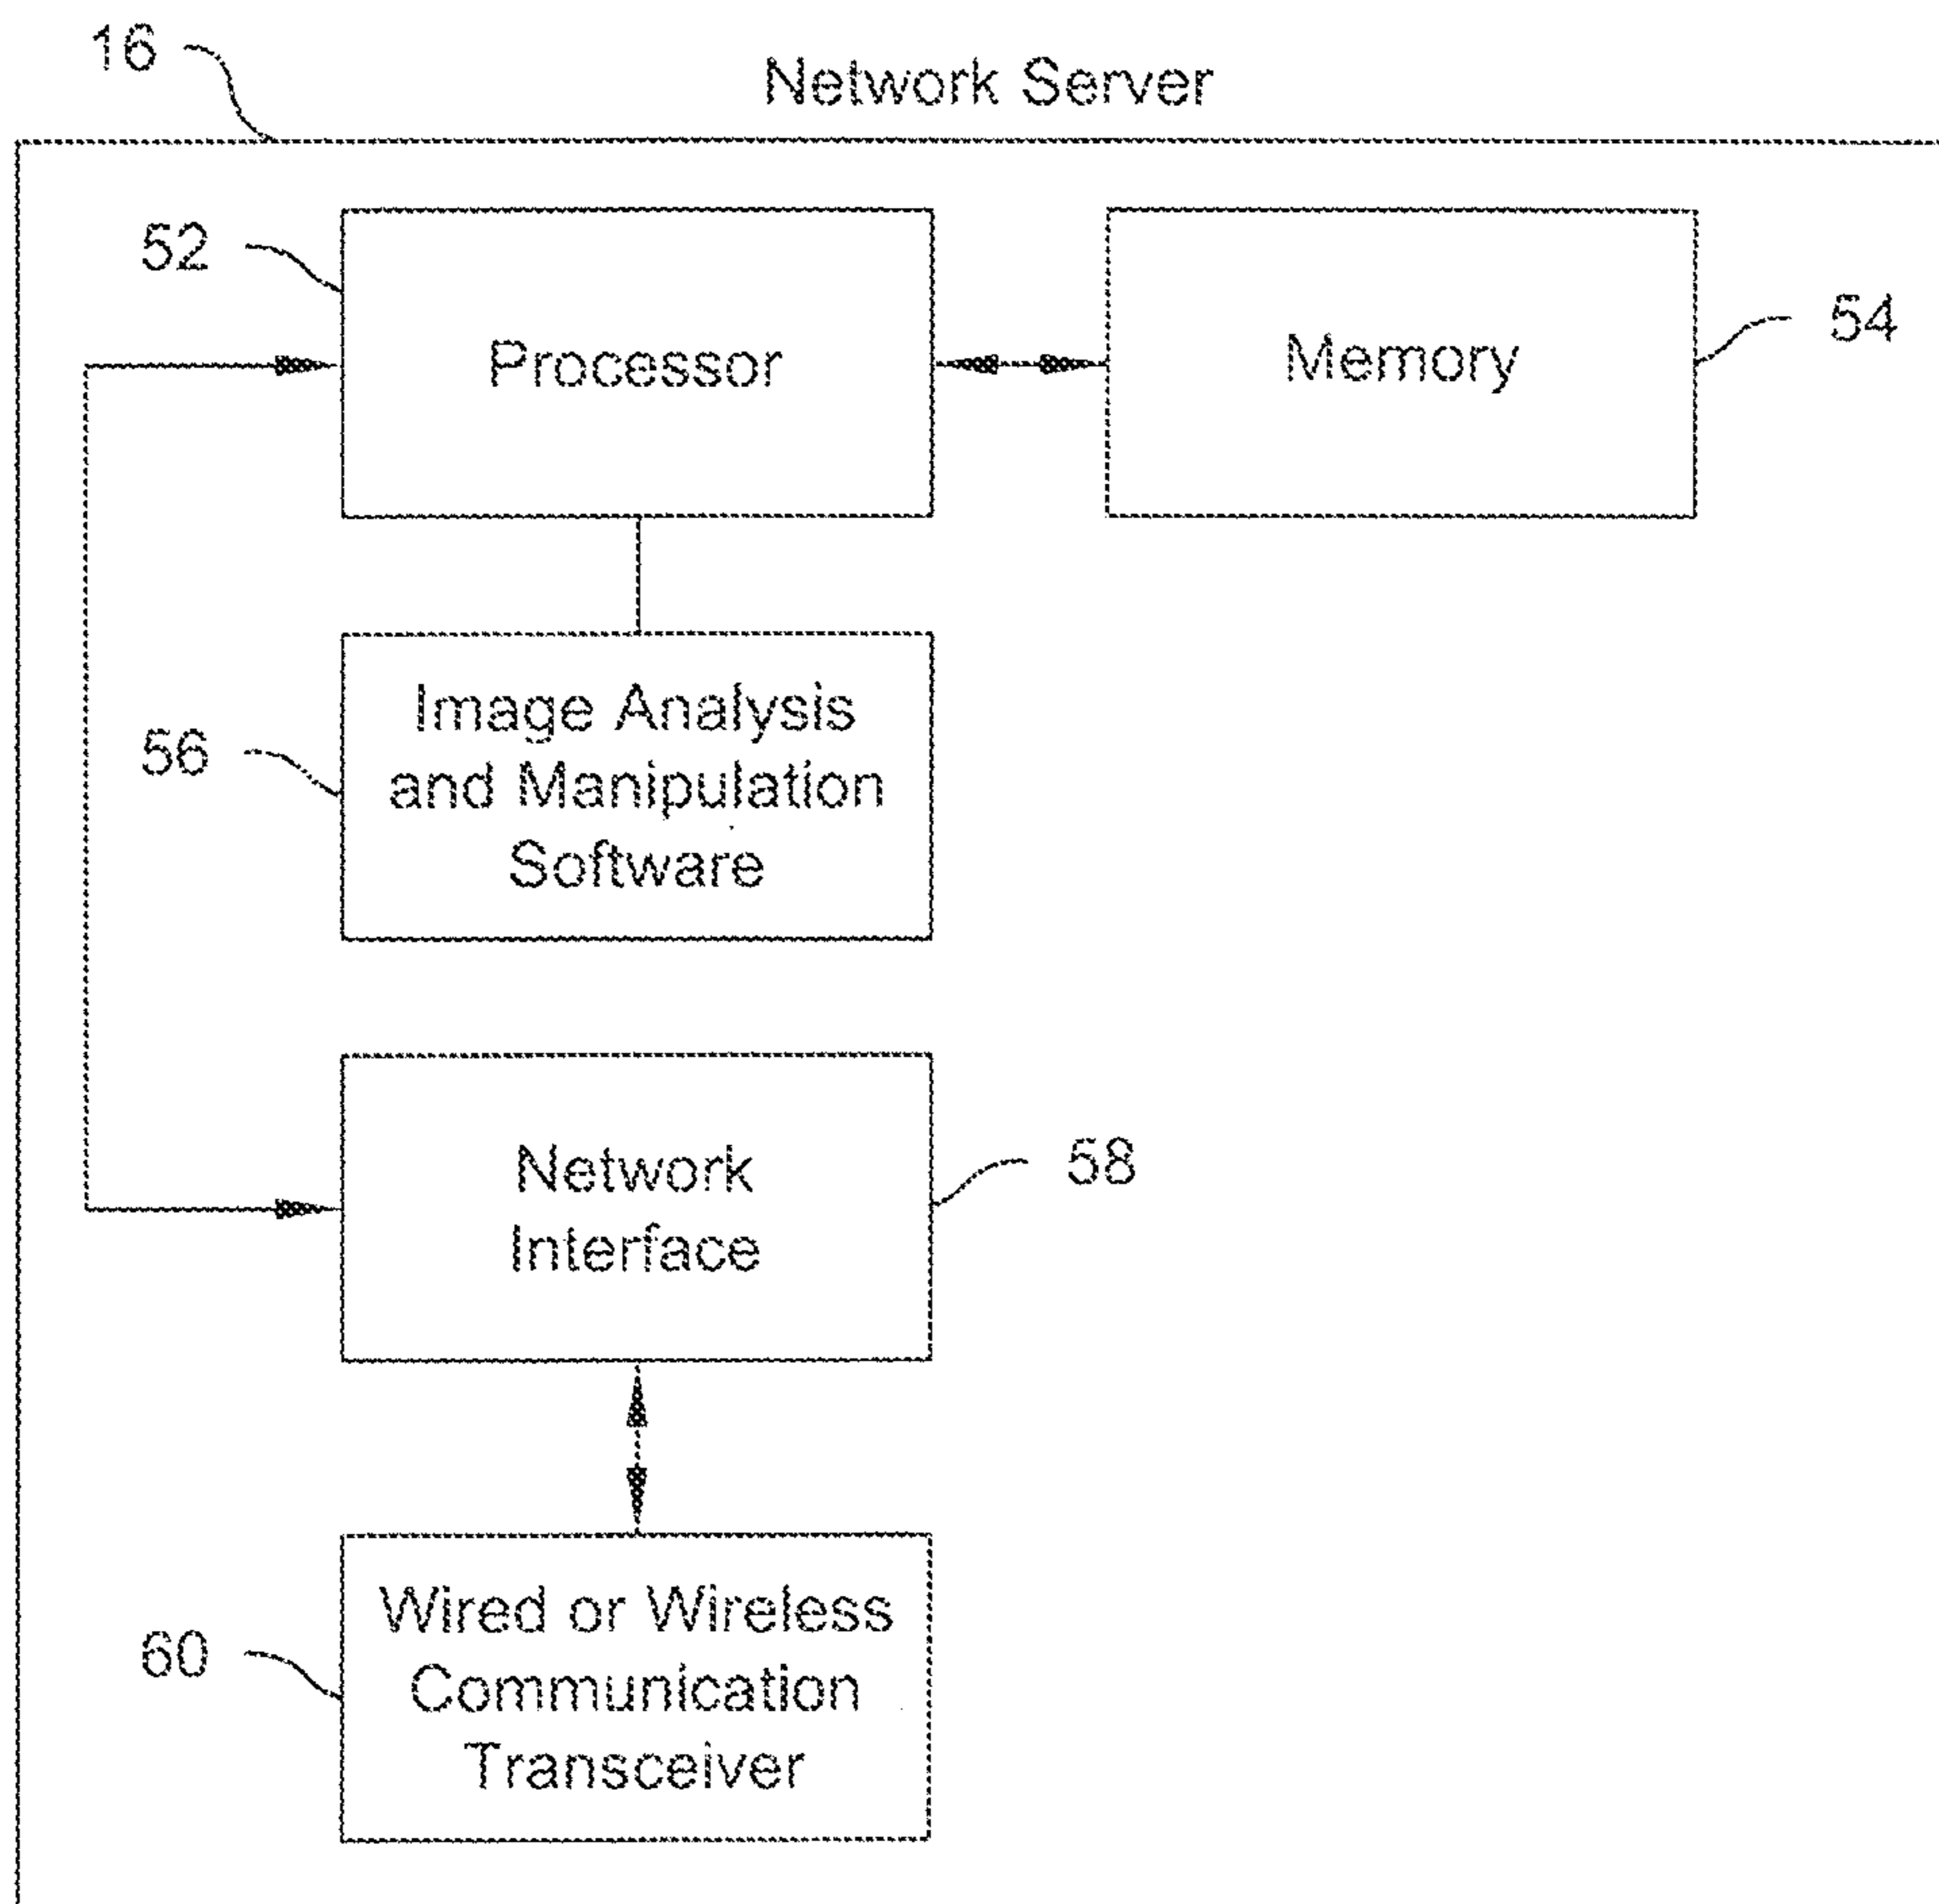 16
Network Server
52
Processor
Memory
54
56
Image Analysis
and Manipulation
Software
Network
Interface
58
60
Wired or Wireless
Communication
Transceiver